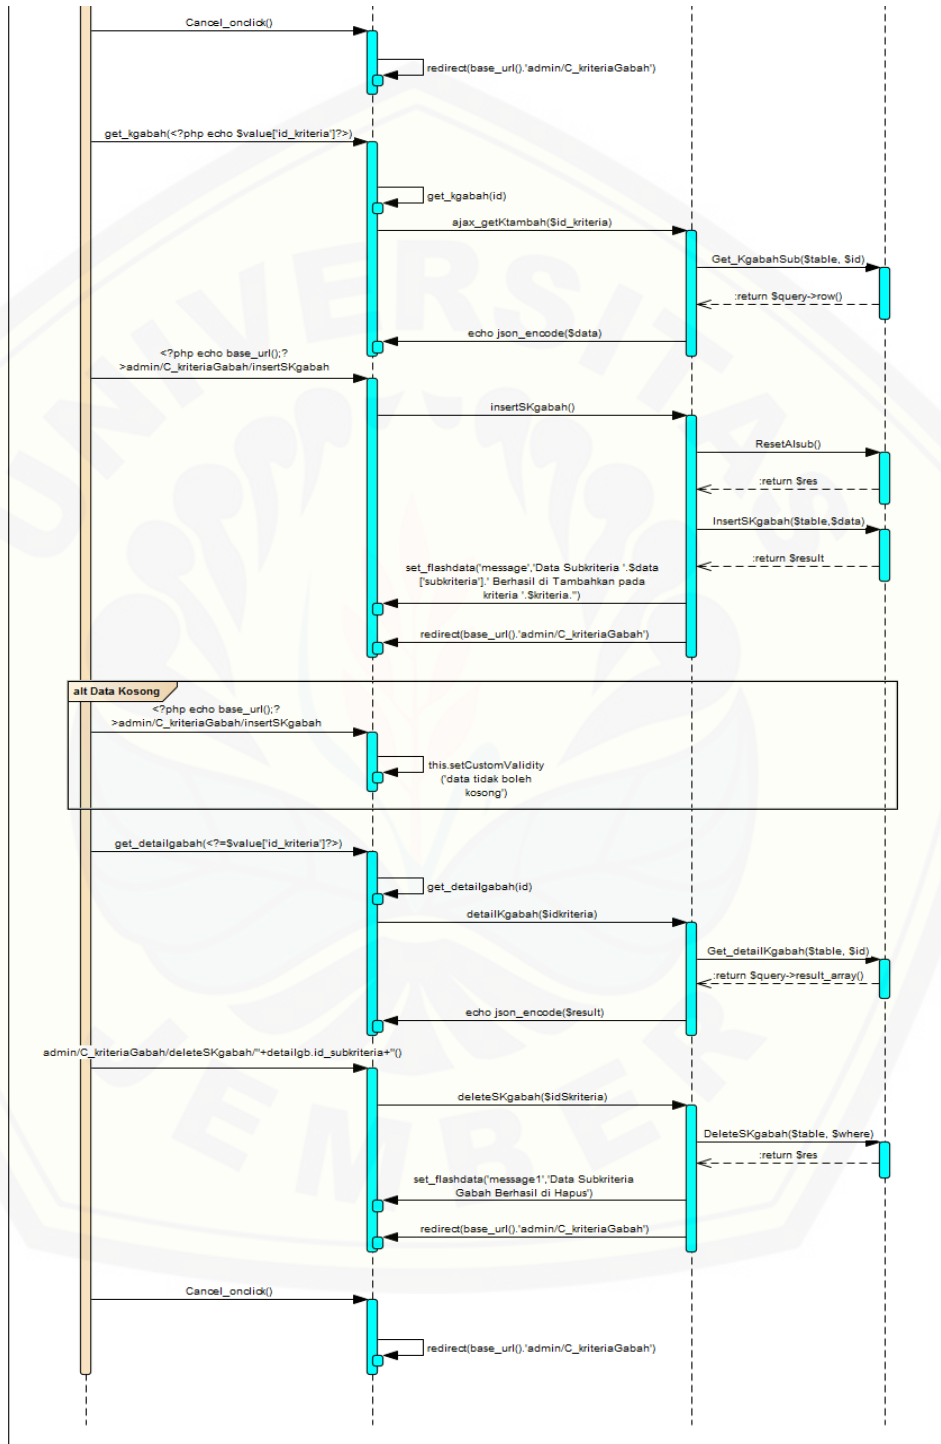 Cancel_onclick()
redirect(base_url().'admin/C_kriteriaGabah')
get_kgabah(<?php echo $value['id_kriteria']?>)
get_kgabah(id)
ajax_getKtambah($id_kriteria)
Get_KgabahSub($table, $id)
:return $query->row()
echo json_encode($data)
<?php echo base_url();?
>admin/C_kriteriaGabah/insertSKgabah
insertSKgabah()
ResetAIsub()
:return $res
InsertSKgabah($table,$data)
:return $result
set_flashdata('message','Data Subkriteria '.$data
['subkriteria'].' Berhasil di Tambahkan pada
kriteria '.$kriteria.'')
redirect(base_url().'admin/C_kriteriaGabah')
alt Data Kosong
<?php echo base_url();?
>admin/C_kriteriaGabah/insertSKgabah
this.setCustomValidity
('data tidak boleh
kosong')
get_detailgabah(<?=$value['id_kriteria']?>)
get_detailgabah(id)
detailKgabah($idkriteria)
Get_detailKgabah($table, $id)
:return $query->result_array()
echo json_encode($result)
admin/C_kriteriaGabah/deleteSKgabah/"+detailgb.id_subkriteria+"()
deleteSKgabah($idSkriteria)
DeleteSKgabah($table, $where)
:return $res
set_flashdata('message1','Data Subkriteria
Gabah Berhasil di Hapus')
redirect(base_url().'admin/C_kriteriaGabah')
Cancel_onclick()
redirect(base_url().'admin/C_kriteriaGabah')
UNIVERSITAS
JEMBER